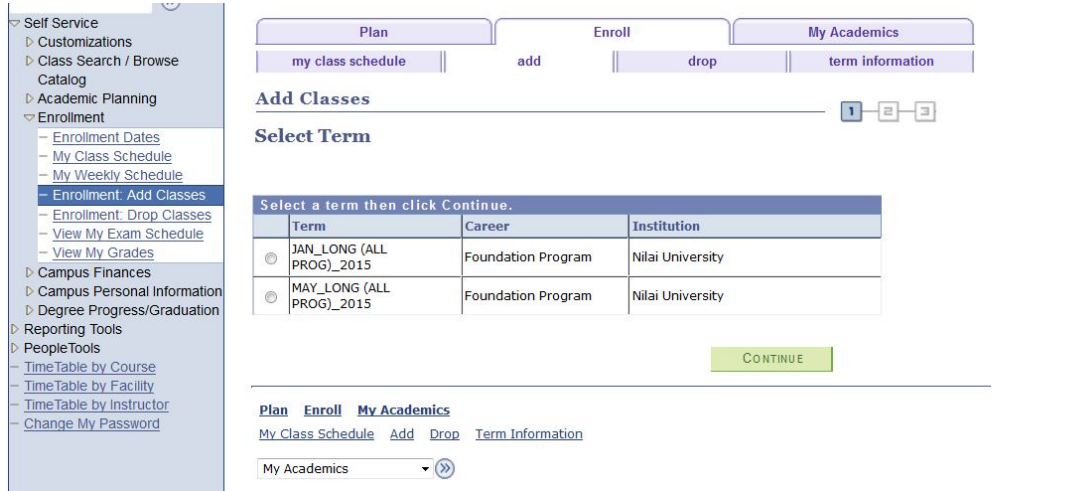 Self Service
Customizations
Class Search / Browse
Catalog
Academic Planning
Enrollment
Enrollment Dates
My Class Schedule
My Weekly Schedule
Enrollment: Add Classes
Enrollment: Drop Classes
View My Exam Schedule
View My Grades
Campus Finances
Campus Personal Information
Degree Progress/Graduation
Reporting Tools
PeopleTools
TimeTable by Course
TimeTable by Facility
TimeTable by Instructor
Change My Password
Plan Enroll My Academics
my class schedule add drop term information
Add Classes
1 2 3
Select Term
Select a term then click Continue.
Term Career Institution
JAN_LONG (ALL
PROG)_2015 Foundation Program Nilai University
MAY_LONG (ALL
PROG)_2015 Foundation Program Nilai University
CONTINUE
Plan Enroll My Academics
My Class Schedule Add Drop Term Information
My Academics